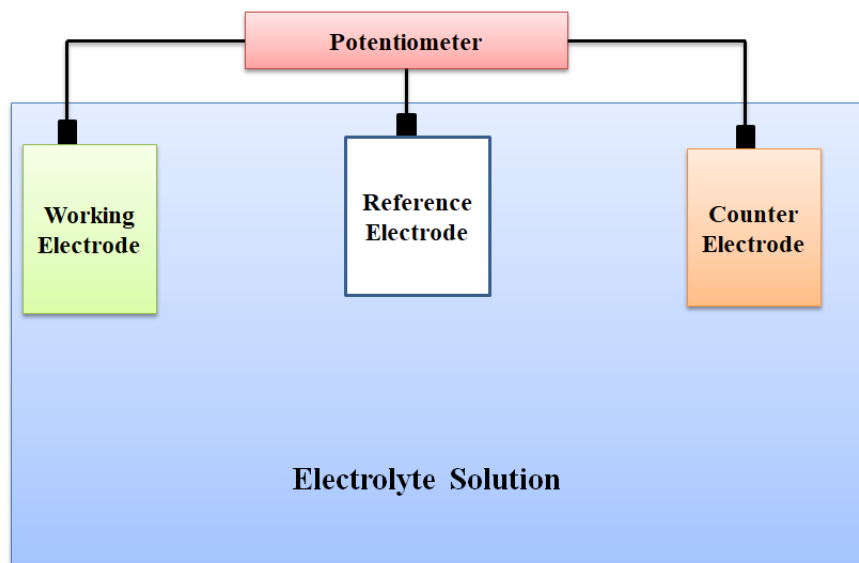 Potentiometer
Working
Electrode
Reference
Electrode
Counter
Electrode
Electrolyte Solution